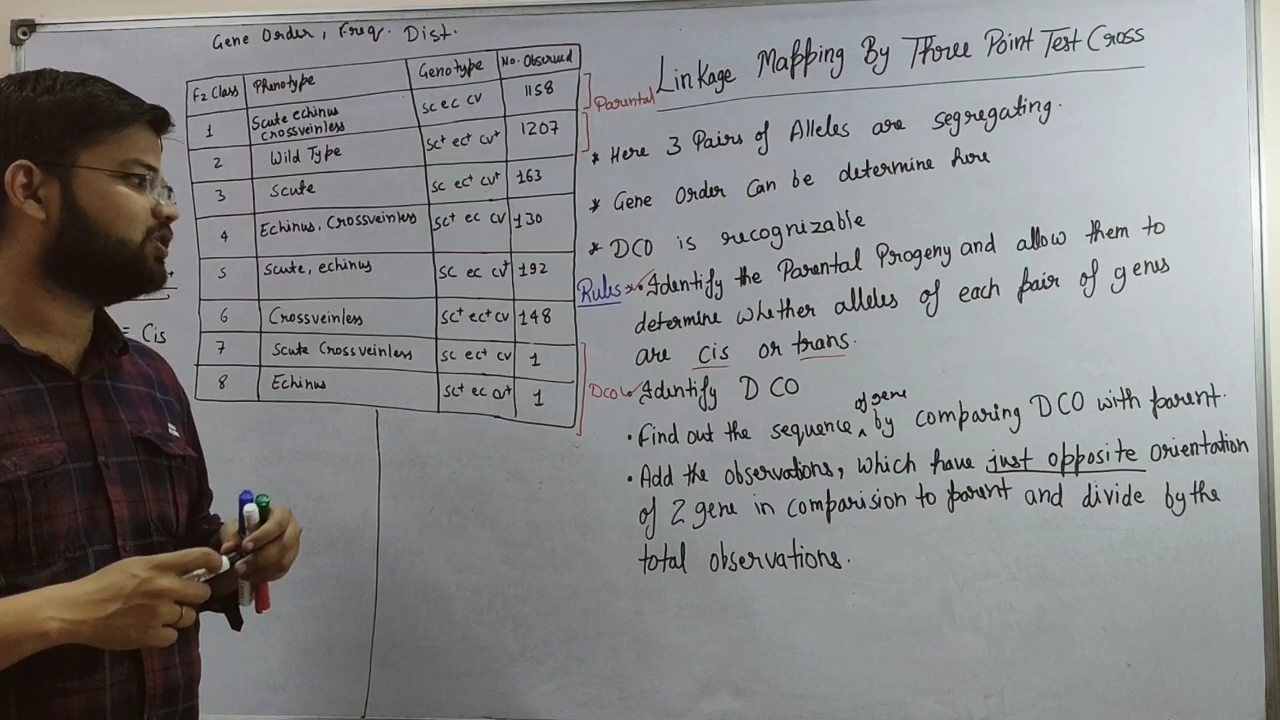 Gene Order, Freq. Dist.
F2 Class Phenotype Genotype No. Observed
1 Scute echinus crossveinless sc ec cv 1158
2 Wild Type sc+ ec+ cv+ 1207
3 Scute sc ec+ cv+ 163
4 Echinus, Crossveinless sc+ ec cv 130
5 Scute, echinus sc ec cv+ 192
6 Crossveinless sc+ ec+ cv 148
7 Scute Crossveinless sc ec+ cv 1
8 Echinus sc+ ec cv+ 1
Parental
DCO
= Cis
Linkage Mapping By Three Point Test Cross
* Here 3 Pairs of Alleles are segregating.
* Gene Order Can be determine here
* DCO is recognizable
Rules • Identify the Parental Progeny and allow them to
determine whether alleles of each pair of genes
are cis or trans.
Identify DCO
• Find out the sequence of gene by comparing DCO with parent.
• Add the observations, which have just opposite orientation
of 2 gene in comparision to parent and divide by the
total observations.